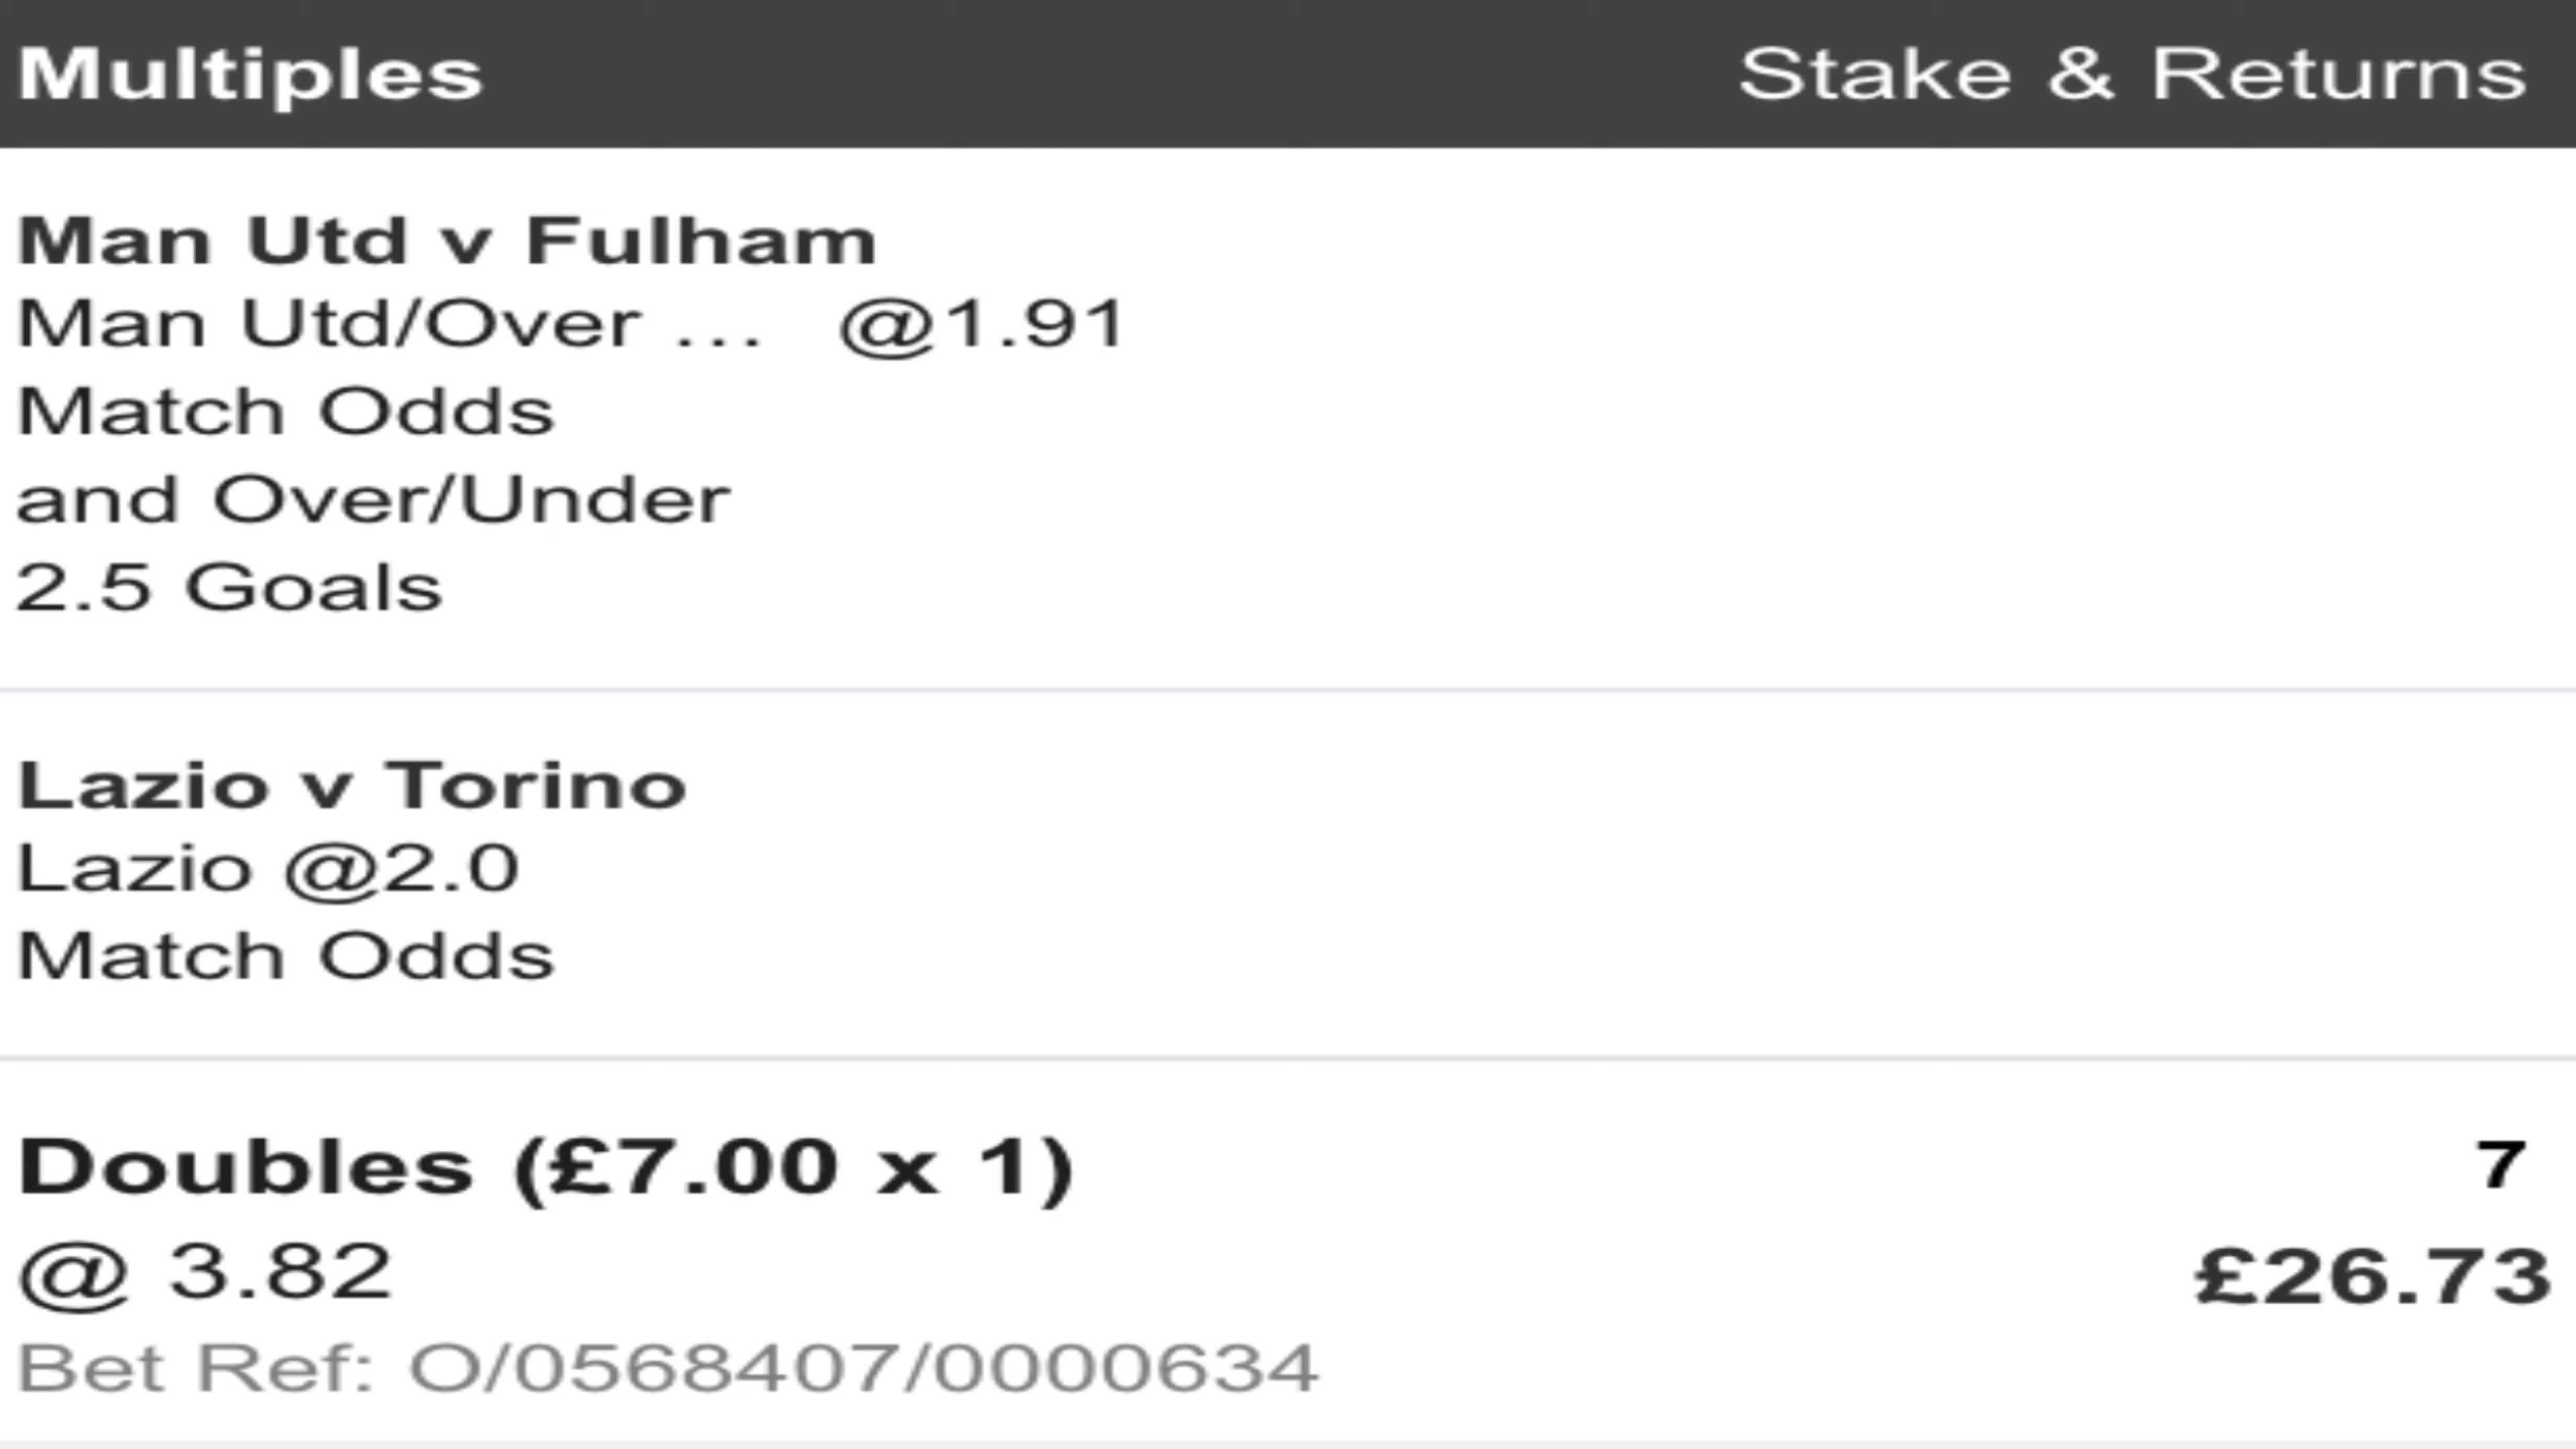 Multiples Stake & Returns
Man Utd v Fulham
Man Utd/Over ... @1.91
Match Odds
and Over/Under
2.5 Goals
Lazio v Torino
Lazio @2.0
Match Odds
Doubles (£7.00 x 1) 7
@ 3.82 £26.73
Bet Ref: O/0568407/0000634